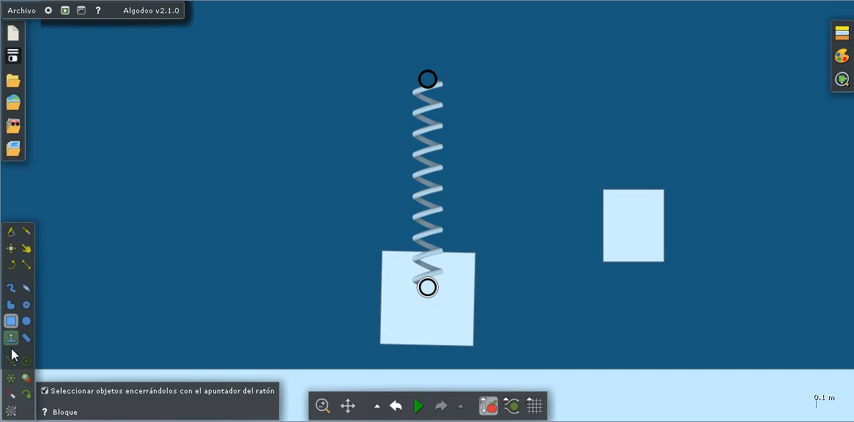 Archivo ? Algodoo v2.1.0
Seleccionar objetos encerrándolos con el apuntador del ratón
? Bloque
0.1 m